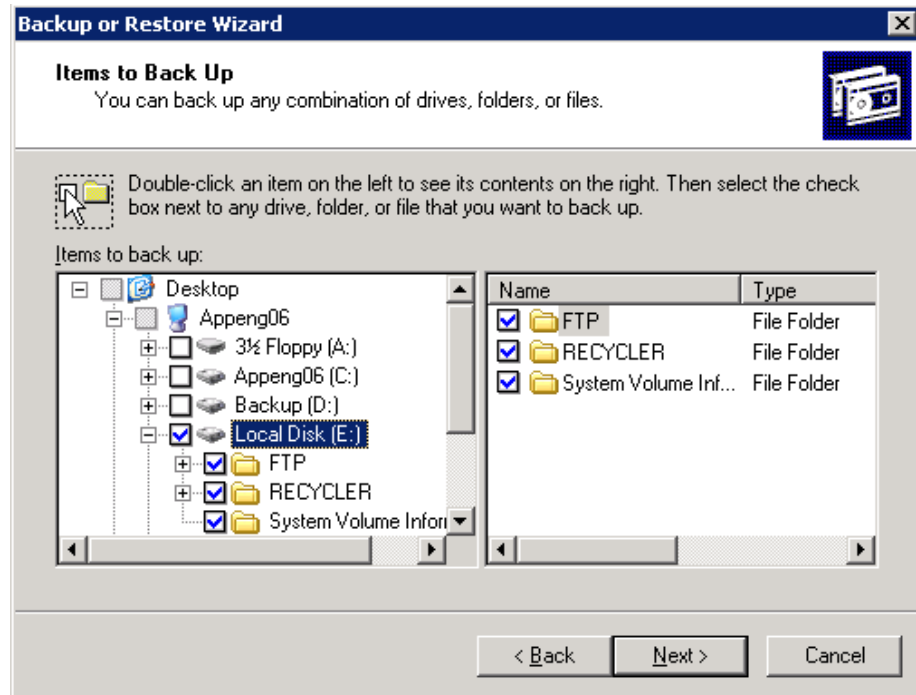 Backup or Restore Wizard
Items to Back Up
You can back up any combination of drives, folders, or files.
Double-click an item on the left to see its contents on the right. Then select the check
box next to any drive, folder, or file that you want to back up.
Items to back up:
Desktop
Appeng06
3½ Floppy (A:)
Appeng06 (C:)
Backup (D:)
Local Disk (E:)
FTP
RECYCLER
System Volume Infor
Name Type
FTP File Folder
RECYCLER File Folder
System Volume Inf... File Folder
< Back Next > Cancel